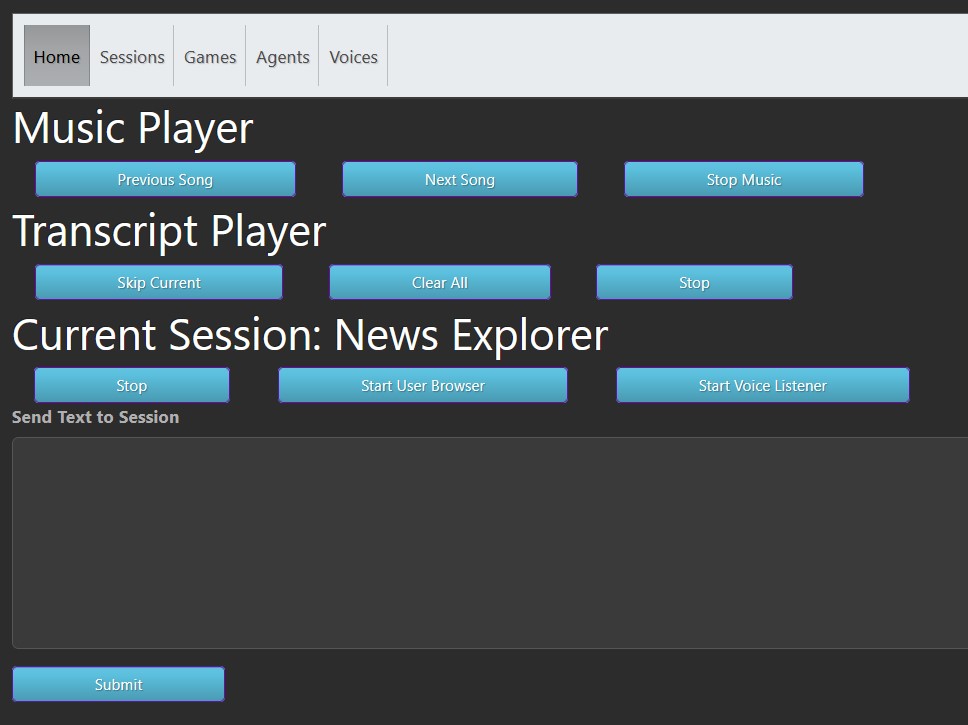 Home Sessions Games Agents Voices
Music Player
Previous Song Next Song Stop Music
Transcript Player
Skip Current Clear All Stop
Current Session: News Explorer
Stop Start User Browser Start Voice Listener
Send Text to Session
Submit